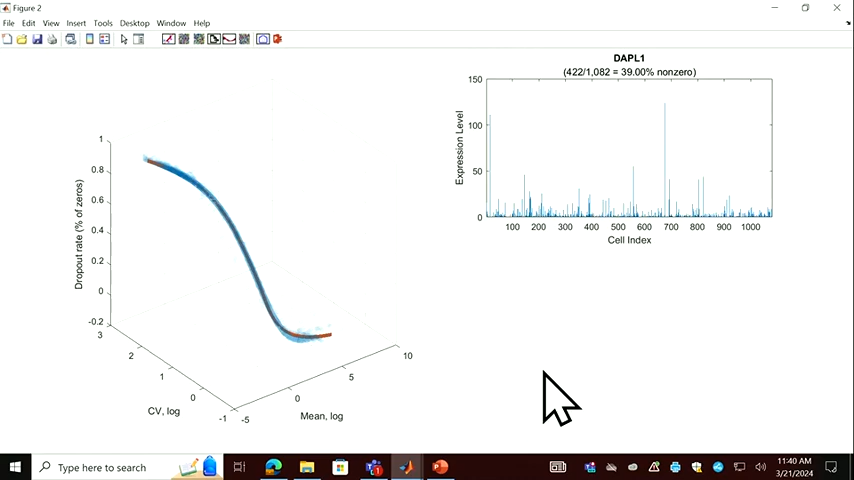 Figure 2
File Edit View Insert Tools Desktop Window Help
DAPL1
(422/1,082 = 39.00% nonzero)
150
100
50
0
Expression Level
100 200 300 400 500 600 700 800 900 1000
Cell Index
1
0.8
0.6
0.4
0.2
0
-0.2
Dropout rate (% of zeros)
3
2
1
0
-1
CV, log
-5
0
5
10
Mean, log
Type here to search
1
11:40 AM
3/21/2024